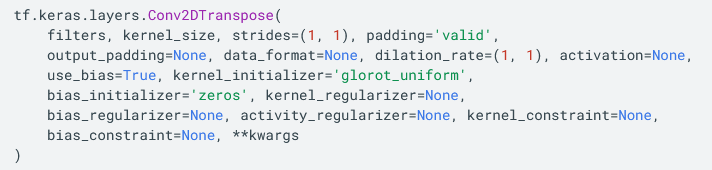 tf.keras.layers.Conv2DTranspose(
    filters, kernel_size, strides=(1, 1), padding='valid',
    output_padding=None, data_format=None, dilation_rate=(1, 1), activation=None,
    use_bias=True, kernel_initializer='glorot_uniform',
    bias_initializer='zeros', kernel_regularizer=None,
    bias_regularizer=None, activity_regularizer=None, kernel_constraint=None,
    bias_constraint=None, **kwargs
)